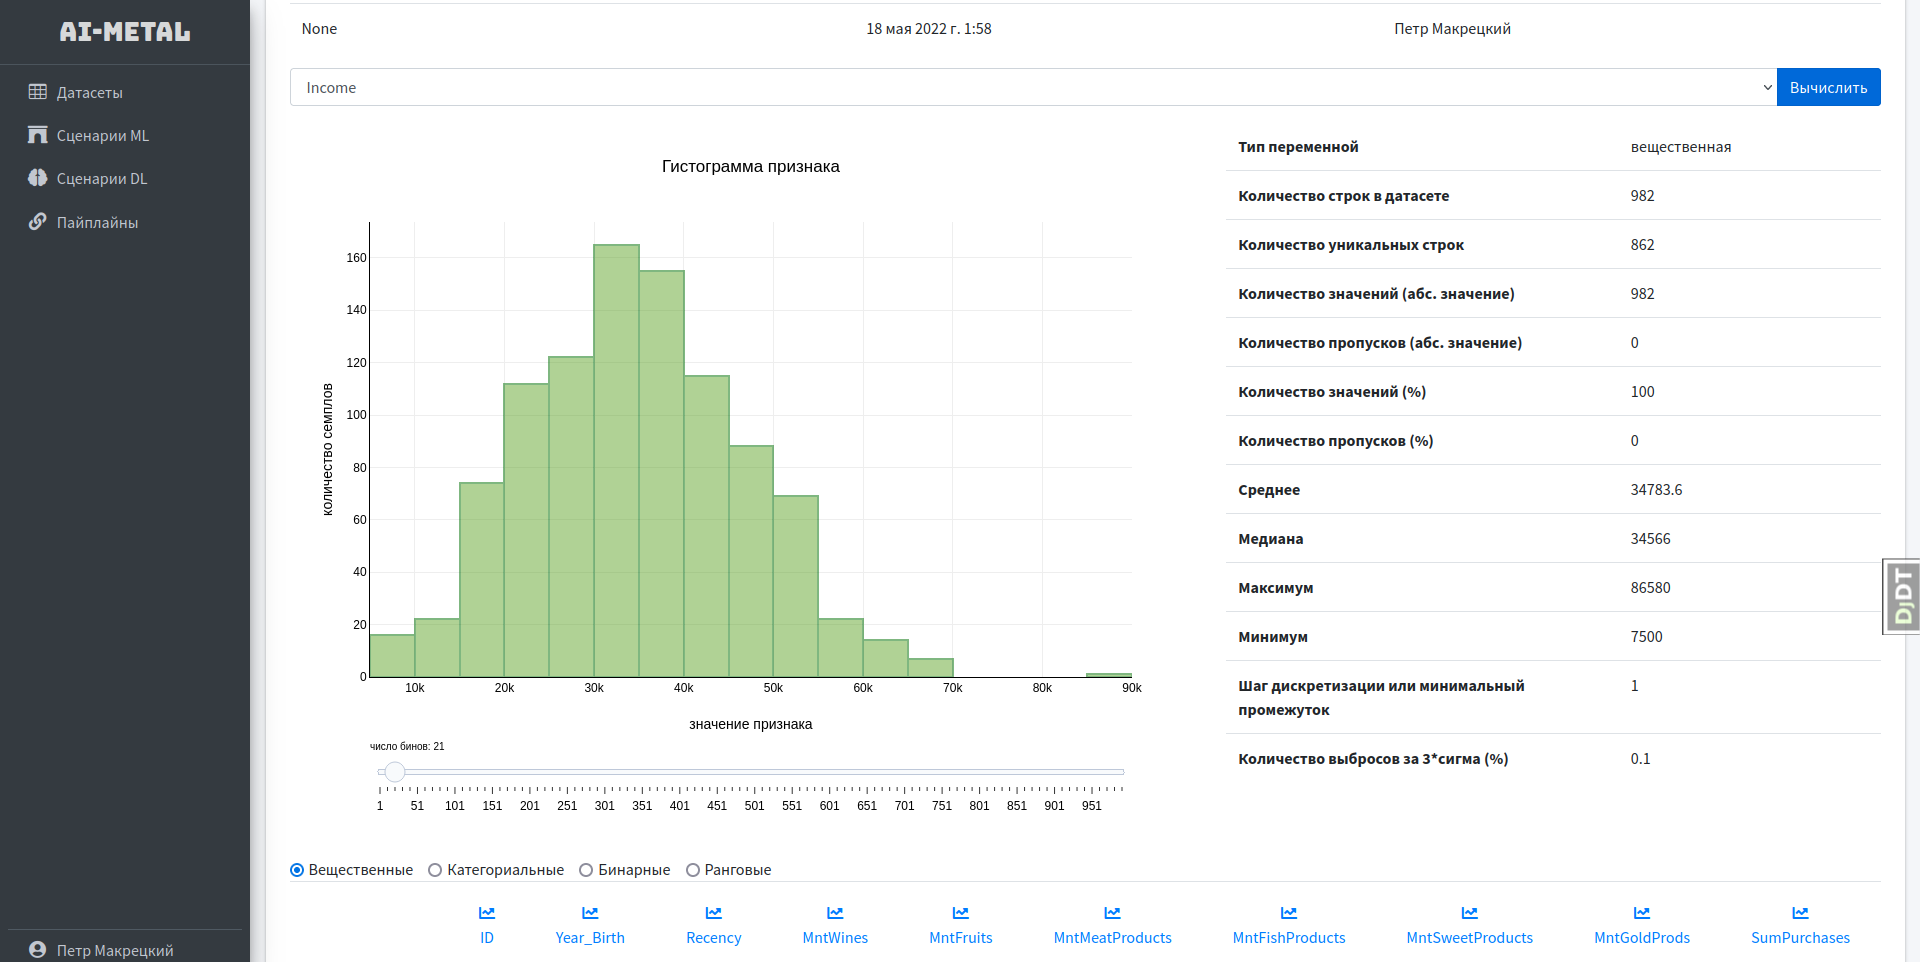 AI-METAL
Датасеты
Сценарии ML
Сценарии DL
Пайплайны
Петр Макрецкий
None 18 мая 2022 г. 1:58 Петр Макрецкий
Income Вычислить
Гистограмма признака
количество семплов
160
140
120
100
80
60
40
20
0
10k 20k 30k 40k 50k 60k 70k 80k 90k
значение признака
число бинов: 21
1 51 101 151 201 251 301 351 401 451 501 551 601 651 701 751 801 851 901 951
Тип переменной вещественная
Количество строк в датасете 982
Количество уникальных строк 862
Количество значений (абс. значение) 982
Количество пропусков (абс. значение) 0
Количество значений (%) 100
Количество пропусков (%) 0
Среднее 34783.6
Медиана 34566
Максимум 86580
Минимум 7500
Шаг дискретизации или минимальный 1
промежуток
Количество выбросов за 3*сигма (%) 0.1
DjDT
Вещественные Категориальные Бинарные Ранговые
ID Year_Birth Recency MntWines MntFruits MntMeatProducts MntFishProducts MntSweetProducts MntGoldProds SumPurchases